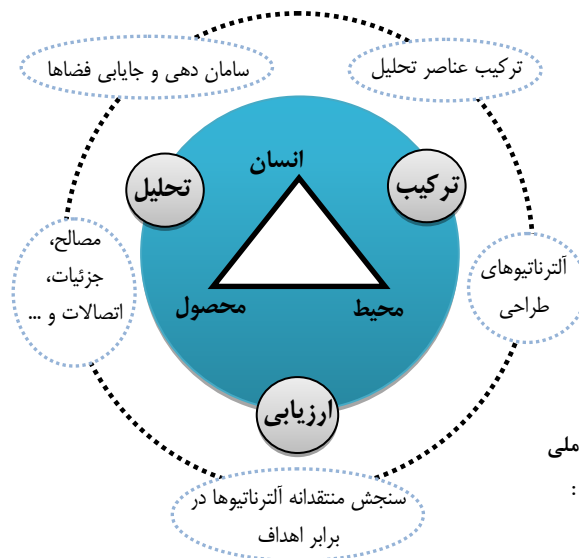 ترکیب عناصر تحلیل
سامان دهی و جایابی فضاها
انسان
ترکیب
تحلیل
مصالح،
جزئیات،
اتصالات و ...
آلترناتیوهای
طراحی
محیط
محصول
ارزیابی
ملی
:
سنجش منتقدانه آلترناتیوها در
برابر اهداف